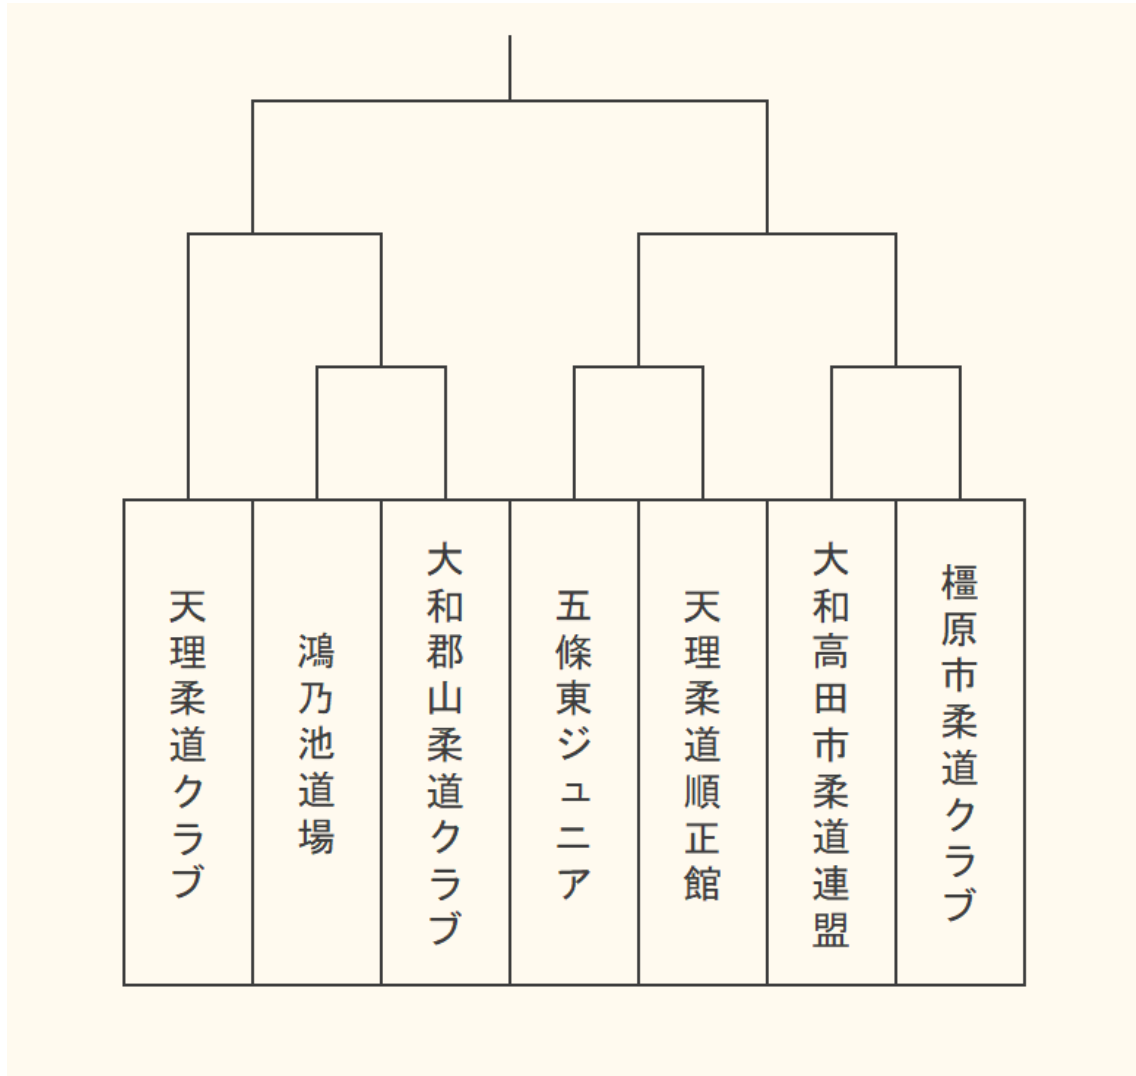 天理柔道クラブ
鴻乃池道場
大和郡山柔道クラブ
五條東ジュニア
天理柔道順正館
大和高田市柔道連盟
橿原市柔道クラブ